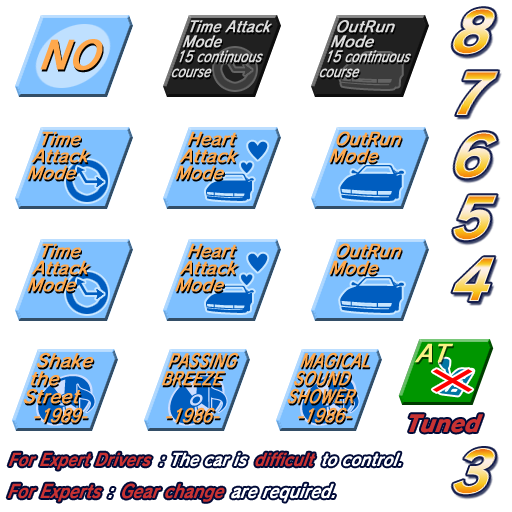 NO
Time Attack
Mode
15 continuous
course
OutRun
Mode
15 continuous
course
8
7
Time
Attack
Mode
Heart
Attack
Mode
OutRun
Mode
6
5
Time
Attack
Mode
Heart
Attack
Mode
OutRun
Mode
4
Shake
the
Street
-1989-
PASSING
BREEZE
-1986-
MAGICAL
SOUND
SHOWER
-1986-
AT
Tuned
For Expert Drivers : The car is difficult to control.
For Experts : Gear change are required.
3